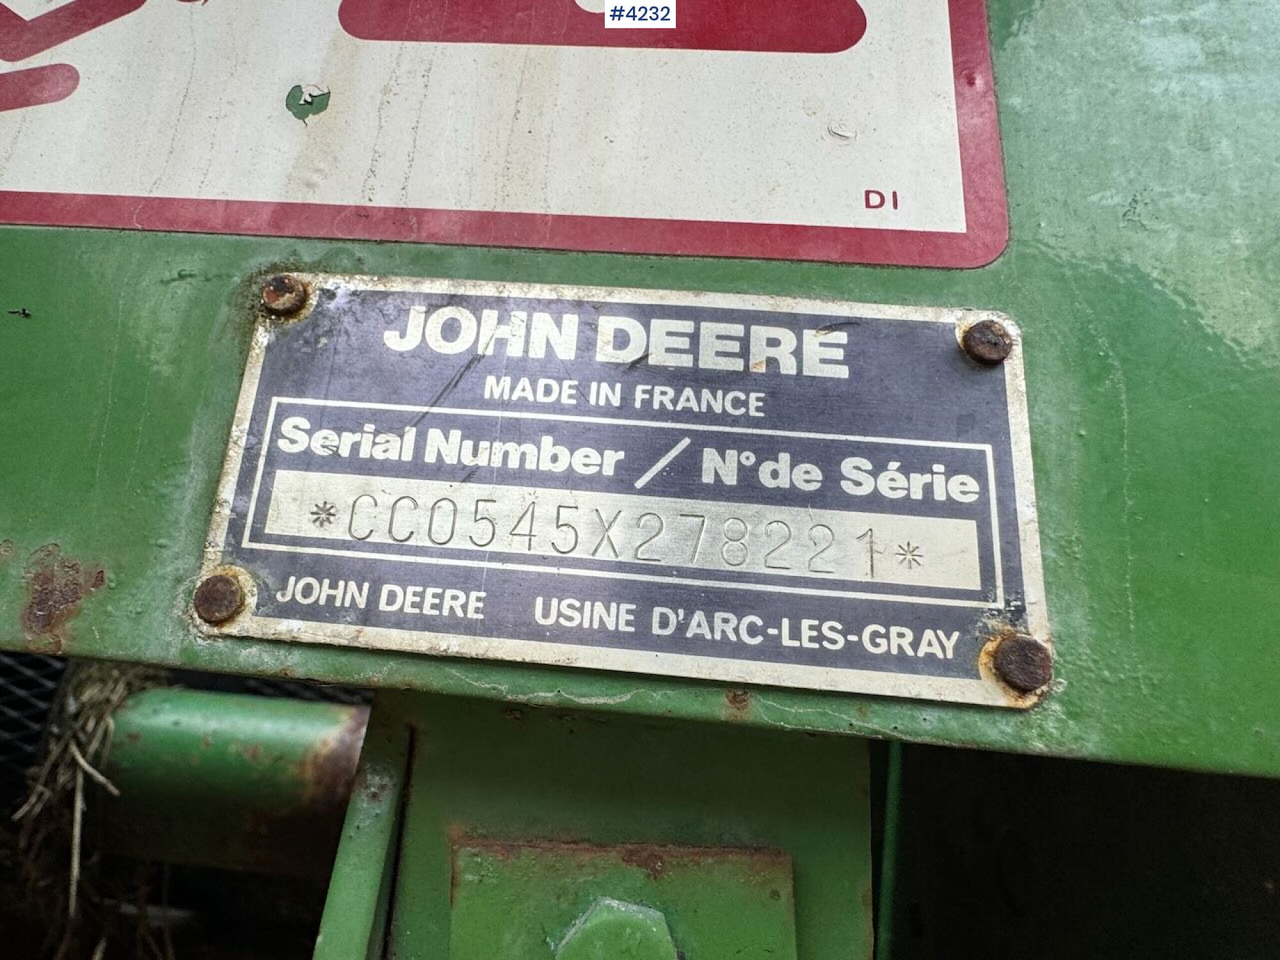 #4232
DI
JOHN DEERE
MADE IN FRANCE
Serial Number / N° de Série
*CC0545X278221*
JOHN DEERE USINE D'ARC-LES-GRAY